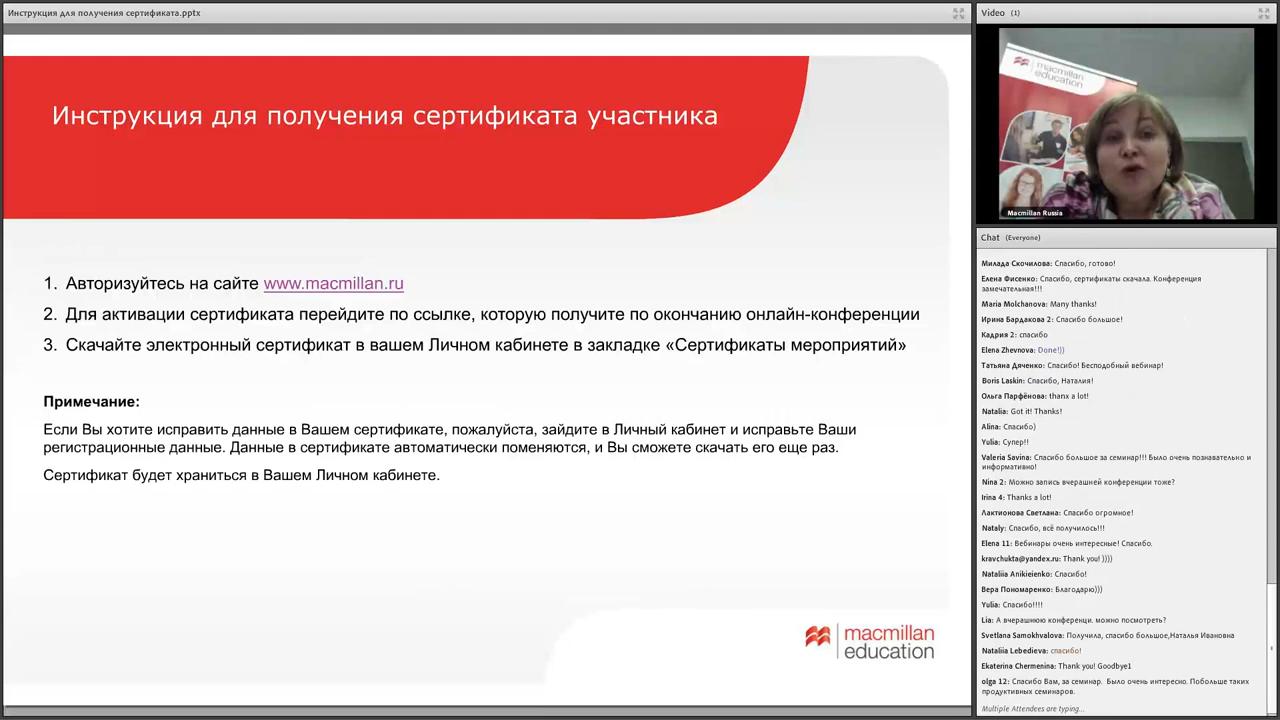 Инструкция для получения сертификата.pptx
Инструкция для получения сертификата участника
1. Авторизуйтесь на сайте www.macmillan.ru
2. Для активации сертификата перейдите по ссылке, которую получите по окончанию онлайн-конференции
3. Скачайте электронный сертификат в вашем Личном кабинете в закладке «Сертификаты мероприятий»
Примечание:
Если Вы хотите исправить данные в Вашем сертификате, пожалуйста, зайдите в Личный кабинет и исправьте Ваши
регистрационные данные. Данные в сертификате автоматически поменяются, и Вы сможете скачать его еще раз.
Сертификат будет храниться в Вашем Личном кабинете.
macmillan
education
Video (1)
macmillan
education
Macmillan Russia
Chat (Everyone)
Милада Скочилова: Спасибо, готово!
Елена Фисенко: Спасибо, сертификаты скачала. Конференция
замечательная!!!
Maria Molchanova: Many thanks!
Ирина Бардакова 2: Спасибо большое!
Кадрия 2: спасибо
Elena Zhevnova: Done!))
Татьяна Дяченко: Спасибо! Бесподобный вебинар!
Boris Laskin: Спасибо, Наталия!
Ольга Парфёнова: thanx a lot!
Natalia: Got it! Thanks!
Alina: Спасибо)
Yulia: Супер!!
Valeria Savina: Спасибо большое за семинар!!! Было очень познавательно и
информативно!
Nina 2: Можно запись вчерашней конференции тоже?
Irina 4: Thanks a lot!
Лактионова Светлана: Спасибо огромное!
Nataly: Спасибо, всё получилось!!!
Elena 11: Вебинары очень интересные! Спасибо.
kravchukta@yandex.ru: Thank you! ))))
Nataliia Anikieienko: Спасибо!
Вера Пономаренко: Благодарю)))
Yulia: Спасибо!!!!
Lia: А вчерашнюю конференци. можно посмотреть?
Svetlana Samokhvalova: Получила, спасибо большое,Наталья Ивановна
Nataliia Lebedieva: спасибо!
Ekaterina Chermenina: Thank you! Goodbye1
olga 12: Спасибо Вам, за семинар. Было очень интересно. Побольше таких
продуктивных семинаров.
Multiple Attendees are typing...